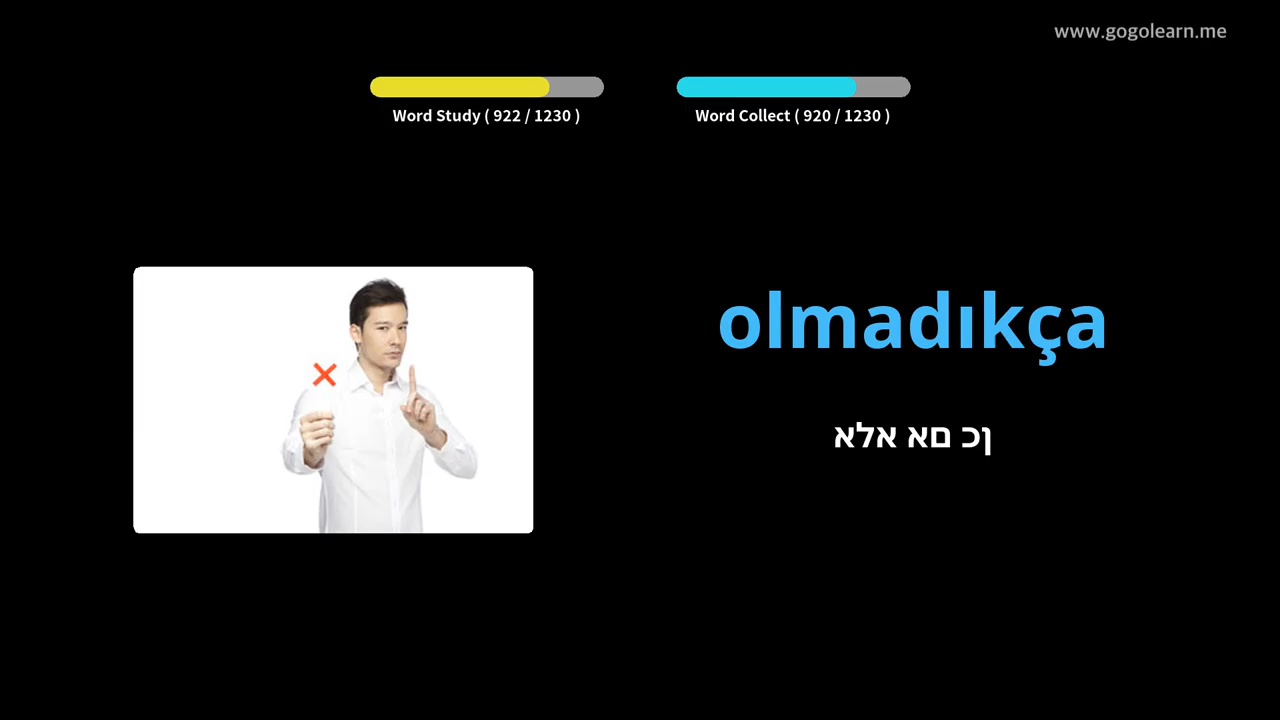 www.gogolearn.me
Word Study ( 922 / 1230 )
Word Collect ( 920 / 1230 )
olmadıkça
אלא אם כן